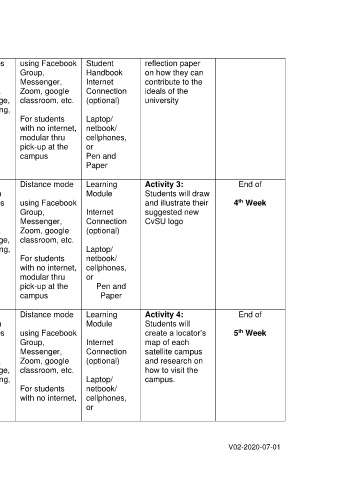 s
ge,
ng,
using Facebook
Group,
Messenger,
Zoom, google
classroom, etc.
For students
with no internet,
modular thru
pick-up at the
campus
Student
Handbook
Internet
Connection
(optional)
Laptop/
netbook/
cellphones,
or
Pen and
Paper
reflection paper
on how they can
contribute to the
ideals of the
university
s
ge,
ng,
Distance mode
using Facebook
Group,
Messenger,
Zoom, google
classroom, etc.
For students
with no internet,
modular thru
pick-up at the
campus
Learning
Module
Internet
Connection
(optional)
Laptop/
netbook/
cellphones,
or
Pen and
Paper
Activity 3:
Students will draw
and illustrate their
suggested new
CvSU logo
End of
4th Week
s
ge,
ng,
Distance mode
using Facebook
Group,
Messenger,
Zoom, google
classroom, etc.
For students
with no internet,
Learning
Module
Internet
Connection
(optional)
Laptop/
netbook/
cellphones,
or
Activity 4:
Students will
create a locator's
map of each
satellite campus
and research on
how to visit the
campus.
End of
5th Week
V02-2020-07-01